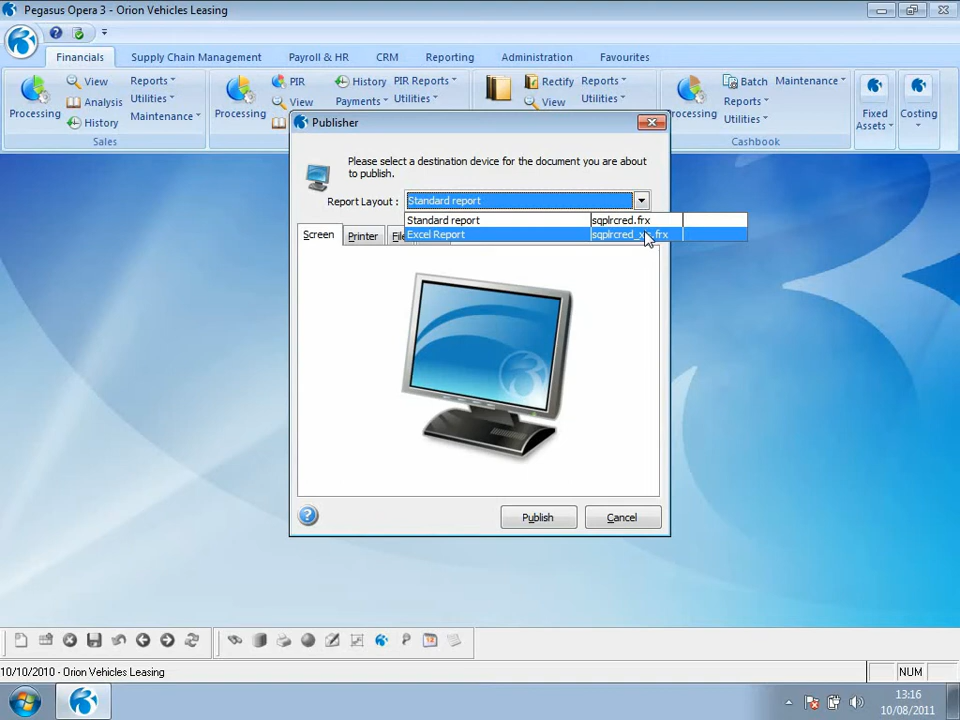 Pegasus Opera 3 - Orion Vehicles Leasing
Financials Supply Chain Management Payroll & HR CRM Reporting Administration Favourites
Processing View Analysis History Reports Utilities Maintenance
Sales
Processing PIR View History Payments PIR Reports Utilities
Rectify View Reports Utilities
rocessing Batch Reports Utilities Maintenance
Cashbook
Fixed Assets
Costing
Publisher
Please select a destination device for the document you are about
to publish.
Report Layout : Standard report
Standard report sqplrcred.frx
Excel Report
Screen Printer
Publish Cancel
10/10/2010 - Orion Vehicles Leasing NUM
13:16
10/08/2011